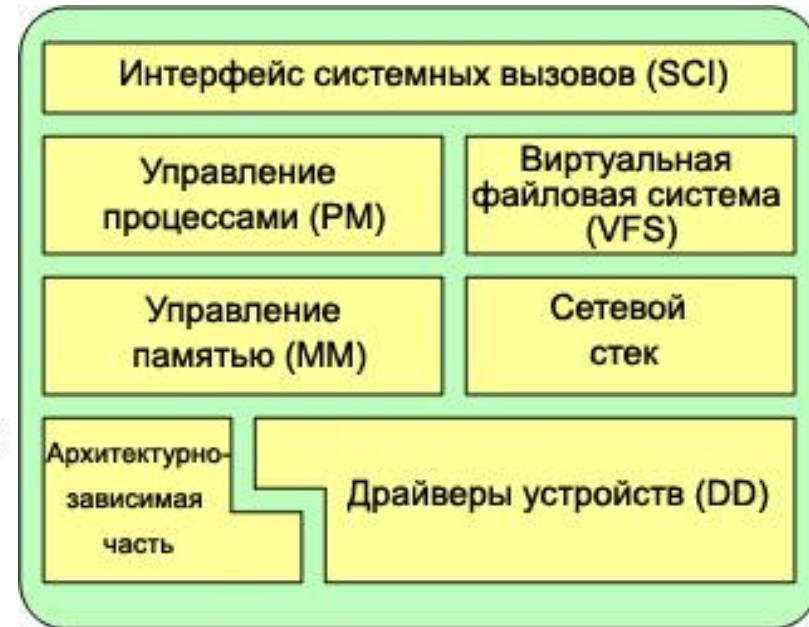 Интерфейс системных вызовов (SCI)
Управление
процессами (PM)
Виртуальная
файловая система
(VFS)
Управление
памятью (MM)
Сетевой
стек
Архитектурно-
зависимая
часть
Драйверы устройств (DD)